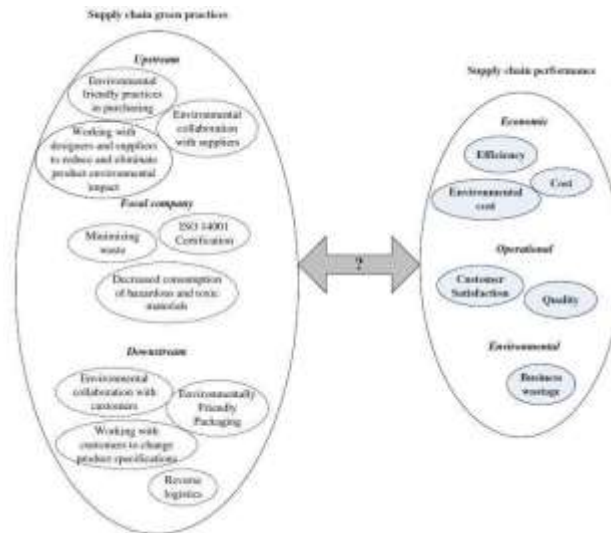 Supply chain green practices
Upstream
Environmental
friendly practices
in purchasing
Environmental
collaboration
with suppliers
Working with
designers and suppliers
to reduce and eliminate
product environmental
impact
Focal company
ISO 14001
Certification
Minimizing
waste
Decreased consumption
of hazardous and toxic
materials
Downstream
Environmental
collaboration with
customers
Environmentally
Friendly
Packaging
Working with
customers to change
product specifications
Reverse
logistics
?
Supply chain performance
Economic
Efficiency
Cost
Environmental
cost
Operational
Customer
Satisfaction
Quality
Environmental
Business
wastage